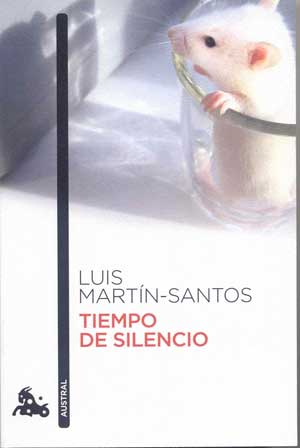 LUIS
MARTÍN-SANTOS
TIEMPO
DE SILENCIO
AUSTRAL